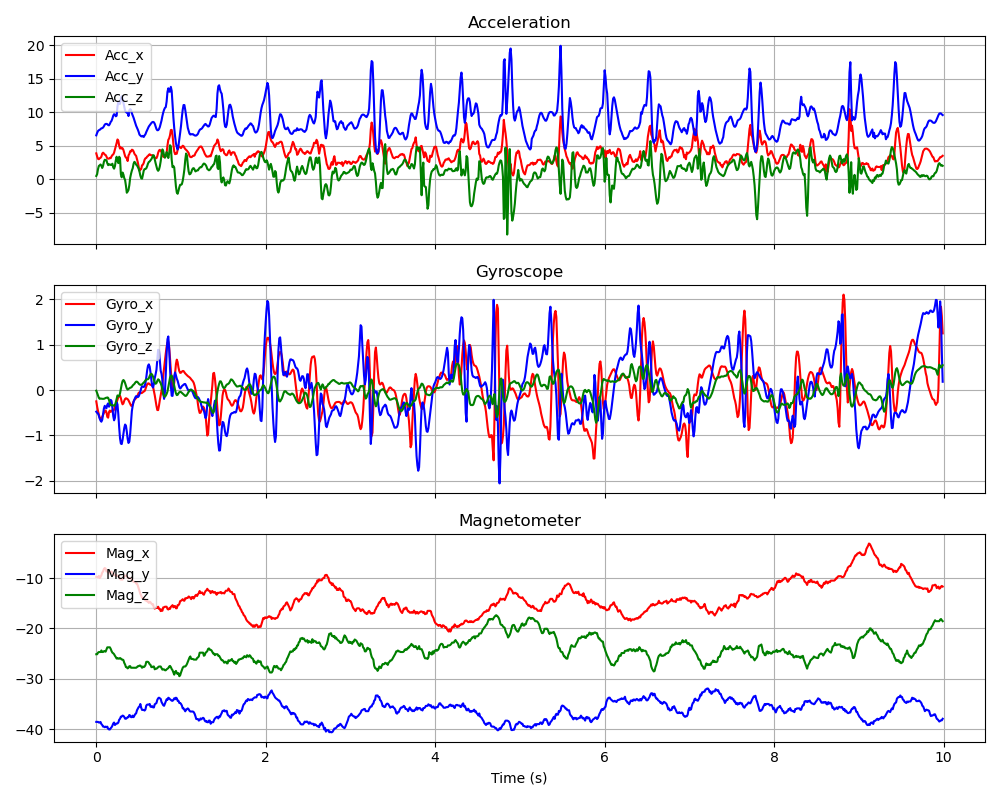 Acceleration
Acc_x
Acc_y
Acc_z
20
15
10
5
0
−5
Gyroscope
Gyro_x
Gyro_y
Gyro_z
2
1
0
−1
−2
Magnetometer
Mag_x
Mag_y
Mag_z
−10
−20
−30
−40
0 2 4 6 8 10
Time (s)